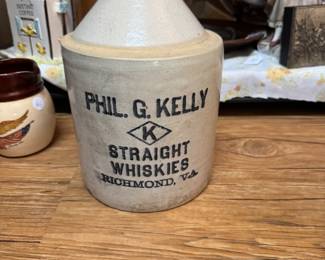 PHIL. G. KELLY
K
STRAIGHT
WHISKIES
RICHMOND, VA.